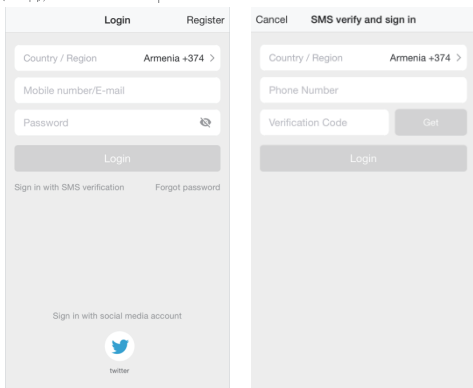 Login
Register
Country / Region
Armenia +374 >
Mobile number/E-mail
Password
Login
Sign in with SMS verification
Forgot password
Sign in with social media account
twitter
Cancel
SMS verify and sign in
Country / Region
Armenia +374 >
Phone Number
Verification Code
Get
Login